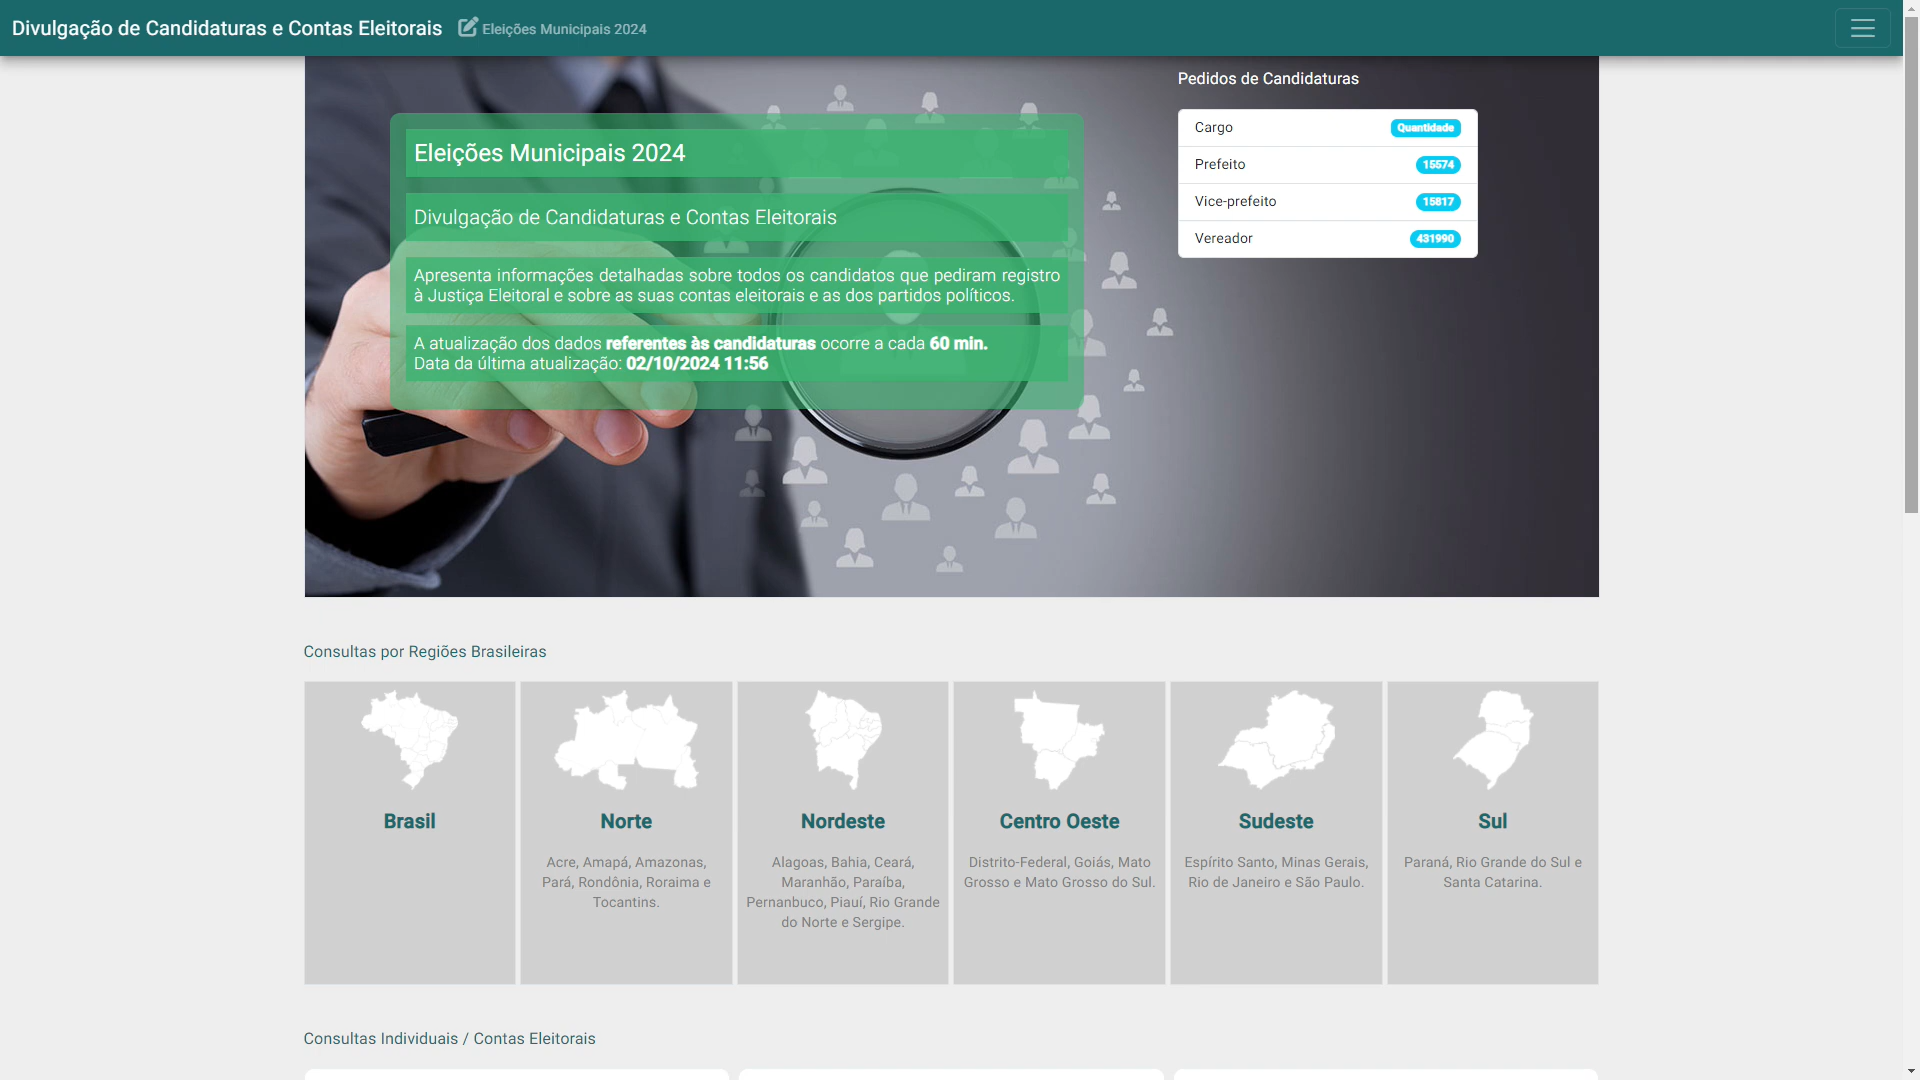 Divulgação de Candidaturas e Contas Eleitorais
Eleições Municipais 2024
Eleições Municipais 2024
Divulgação de Candidaturas e Contas Eleitorais
Apresenta informações detalhadas sobre todos os candidatos que pediram registro
à Justiça Eleitoral e sobre as suas contas eleitorais e as dos partidos políticos.
A atualização dos dados referentes às candidaturas ocorre a cada 60 min.
Data da última atualização: 02/10/2024 11:56
Pedidos de Candidaturas
Cargo Quantidade
Prefeito 15574
Vice-prefeito 15817
Vereador 431990
Consultas por Regiões Brasileiras
Brasil
Norte
Acre, Amapá, Amazonas,
Pará, Rondônia, Roraima e
Tocantins.
Nordeste
Alagoas, Bahia, Ceará,
Maranhão, Paraíba,
Pernanbuco, Piauí, Rio Grande
do Norte e Sergipe.
Centro Oeste
Distrito-Federal, Goiás, Mato
Grosso e Mato Grosso do Sul.
Sudeste
Espírito Santo, Minas Gerais,
Rio de Janeiro e São Paulo.
Sul
Paraná, Rio Grande do Sul e
Santa Catarina.
Consultas Individuais / Contas Eleitorais